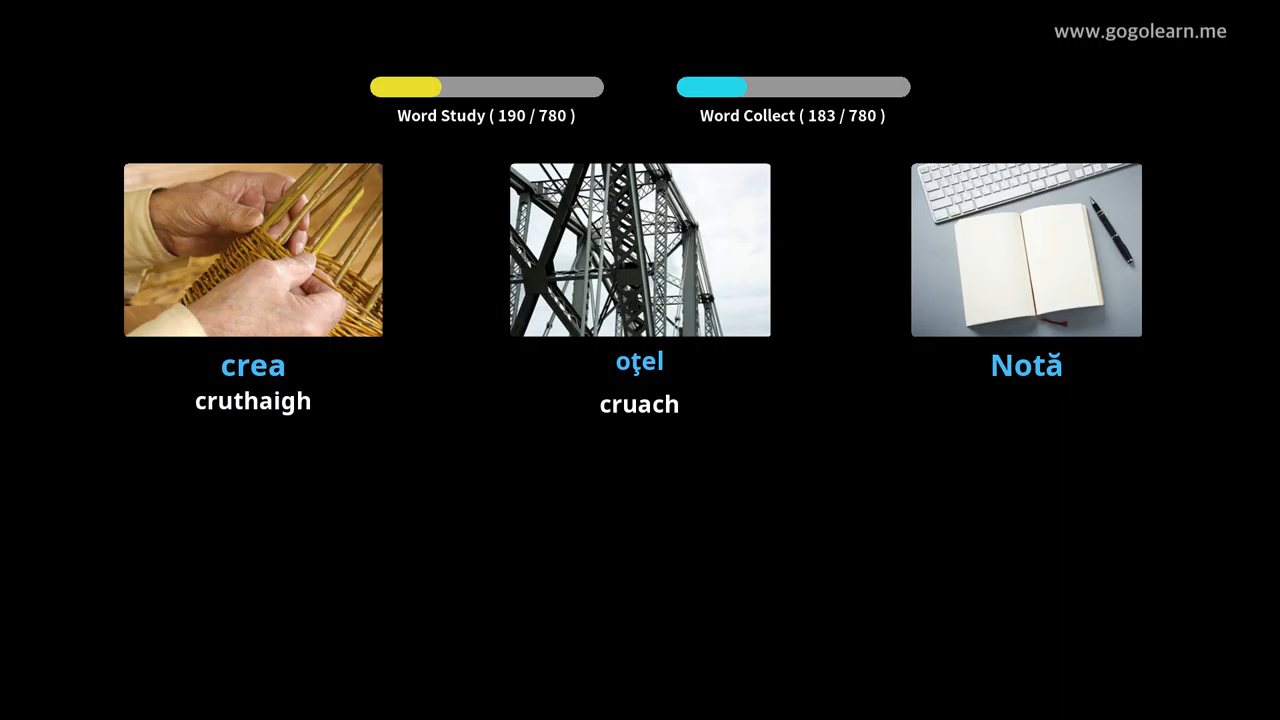 www.gogolearn.me
Word Study ( 190 / 780 )
Word Collect ( 183 / 780 )
crea
cruthaigh
oţel
cruach
Notă